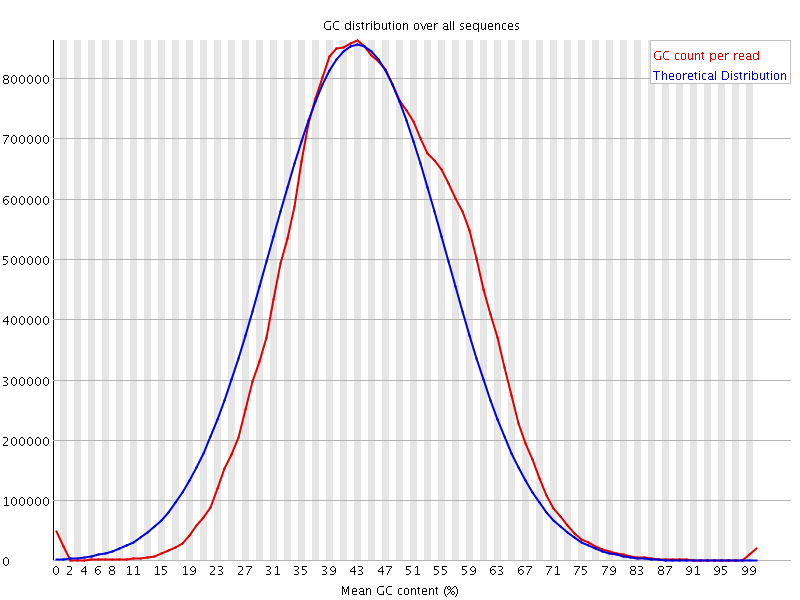 GC distribution over all sequences
GC count per read
Theoretical Distribution
800000
700000
600000
500000
400000
300000
200000
100000
0
0 2 4 6 8 11 15 19 23 27 31 35 39 43 47 51 55 59 63 67 71 75 79 83 87 91 95 99
Mean GC content (%)